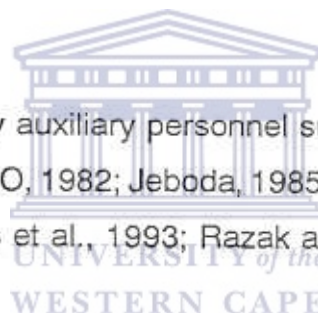 auxiliary personnel
O, 1982; Jeboda, 1985
et al., 1993; Razak
UNIVERSITY of the
WESTERN CAPE